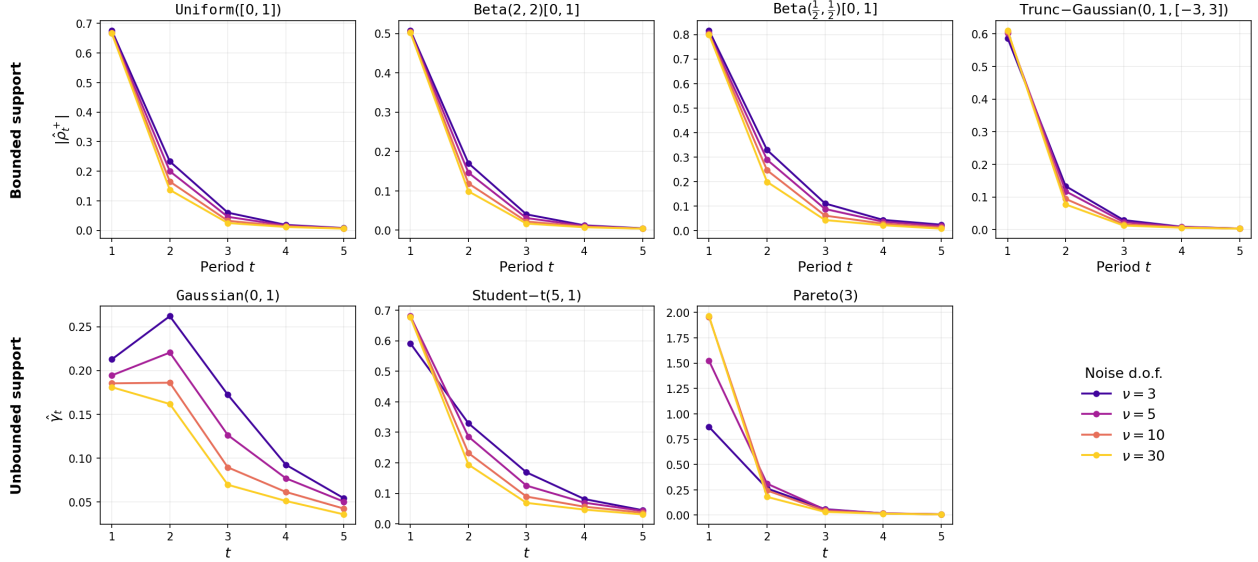 Uniform([0, 1])
Beta(2, 2)[0, 1]
Beta(½, ½)[0, 1]
Trunc−Gaussian(0, 1, [−3, 3])
Bounded support
|ρ̂ₜ⁺|
0.7
0.6
0.5
0.4
0.3
0.2
0.1
0.0
0.5
0.4
0.3
0.2
0.1
0.0
0.8
0.7
0.6
0.5
0.4
0.3
0.2
0.1
0.0
0.6
0.5
0.4
0.3
0.2
0.1
0.0
1 2 3 4 5
1 2 3 4 5
1 2 3 4 5
1 2 3 4 5
Period t
Period t
Period t
Period t
Gaussian(0, 1)
Student−t(5, 1)
Pareto(3)
Unbounded support
γ̂ₜ
0.25
0.20
0.15
0.10
0.05
0.7
0.6
0.5
0.4
0.3
0.2
0.1
0.0
2.00
1.75
1.50
1.25
1.00
0.75
0.50
0.25
0.00
1 2 3 4 5
1 2 3 4 5
1 2 3 4 5
t
t
t
Noise d.o.f.
ν = 3
ν = 5
ν = 10
ν = 30